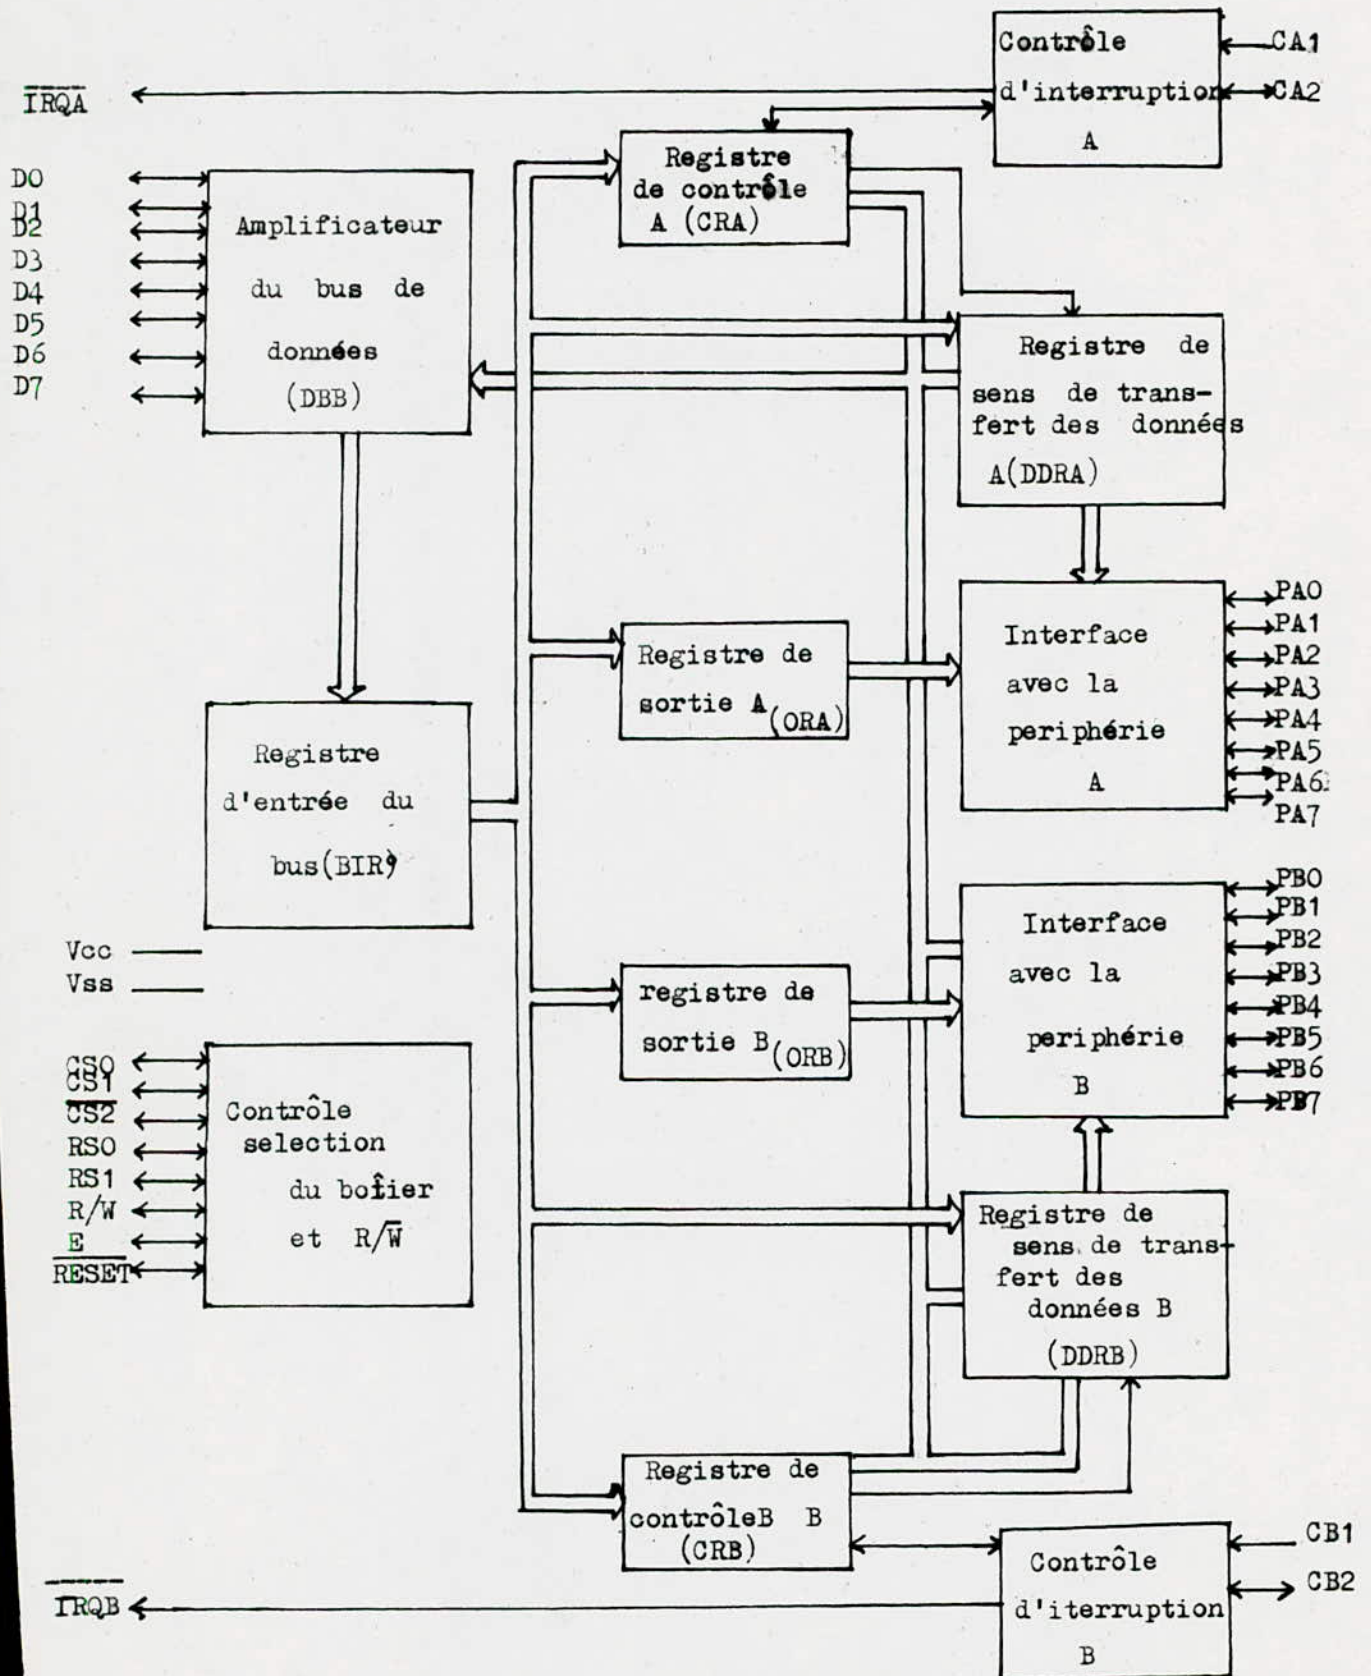 Contrôle
d'interruption
A
CA1
CA2
IRQA
D0
D1
D2
D3
D4
D5
D6
D7
Amplificateur
du bus de
données
(DBB)
Registre
de contrôle
A (CRA)
Registre de
sens de trans-
fert des données
A(DDRA)
Registre de
sortie A
(ORA)
Interface
avec la
periphérie
A
PA0
PA1
PA2
PA3
PA4
PA5
PA6
PA7
Registre
d'entrée du
bus(BIR)
Vcc
Vss
registre de
sortie B
(ORB)
Interface
avec la
periphérie
B
PB0
PB1
PB2
PB3
PB4
PB5
PB6
PB7
CS0
CS1
CS2
RS0
RS1
R/W
E
RESET
Contrôle
selection
du boîtier
et R/W̅
Registre de
sens de trans-
fert des
données B
(DDRB)
Registre de
contrôleB B
(CRB)
Contrôle
d'iterruption
B
CB1
CB2
IRQB